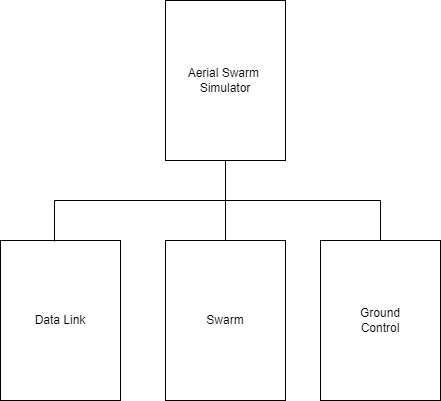 Aerial Swarm
Simulator
Data Link
Swarm
Ground
Control